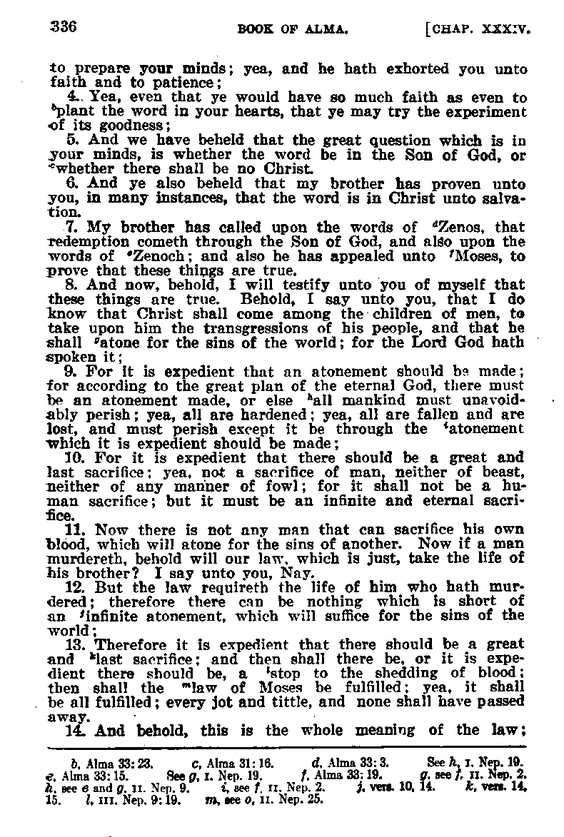 336 BOOK OF ALMA. [CHAP. XXXIV.
to prepare your minds; yea, and he hath exhorted you unto
faith and to patience;
4. Yea, even that ye would have so much faith as even to
ᵇplant the word in your hearts, that ye may try the experiment
of its goodness;
5. And we have beheld that the great question which is in
your minds, is whether the word be in the Son of God, or
ᶜwhether there shall be no Christ.
6. And ye also beheld that my brother has proven unto
you, in many instances, that the word is in Christ unto salva-
tion.
7. My brother has called upon the words of ᵈZenos, that
redemption cometh through the Son of God, and also upon the
words of ᵉZenoch; and also he has appealed unto ᶠMoses, to
prove that these things are true.
8. And now, behold, I will testify unto you of myself that
these things are true. Behold, I say unto you, that I do
know that Christ shall come among the children of men, to
take upon him the transgressions of his people, and that he
shall ᵍatone for the sins of the world; for the Lord God hath
spoken it;
9. For it is expedient that an atonement should be made;
for according to the great plan of the eternal God, there must
be an atonement made, or else ʰall mankind must unavoid-
ably perish; yea, all are hardened; yea, all are fallen and are
lost, and must perish except it be through the ⁱatonement
which it is expedient should be made;
10. For it is expedient that there should be a great and
last sacrifice; yea, not a sacrifice of man, neither of beast,
neither of any manner of fowl; for it shall not be a hu-
man sacrifice; but it must be an infinite and eternal sacri-
fice.
11. Now there is not any man that can sacrifice his own
blood, which will atone for the sins of another. Now if a man
murdereth, behold will our law, which is just, take the life of
his brother? I say unto you, Nay.
12. But the law requireth the life of him who hath mur-
dered; therefore there can be nothing which is short of
an ʲinfinite atonement, which will suffice for the sins of the
world;
13. Therefore it is expedient that there should be a great
and ᵏlast sacrifice; and then shall there be, or it is expe-
dient there should be, a ˡstop to the shedding of blood;
then shall the ᵐlaw of Moses be fulfilled; yea, it shall
be all fulfilled; every jot and tittle, and none shall have passed
away.
14. And behold, this is the whole meaning of the law;
b, Alma 33:23. c, Alma 31:16. d, Alma 33:3. See h, I. Nep. 19.
e, Alma 33:15. See g, I. Nep. 19. f, Alma 33:19. g, see f, II. Nep. 2.
h, see e and g, II. Nep. 9. i, see f, II. Nep. 2. j, vers. 10, 14. k, vers. 14,
15. l, III. Nep. 9:19. m, see o, II. Nep. 25.